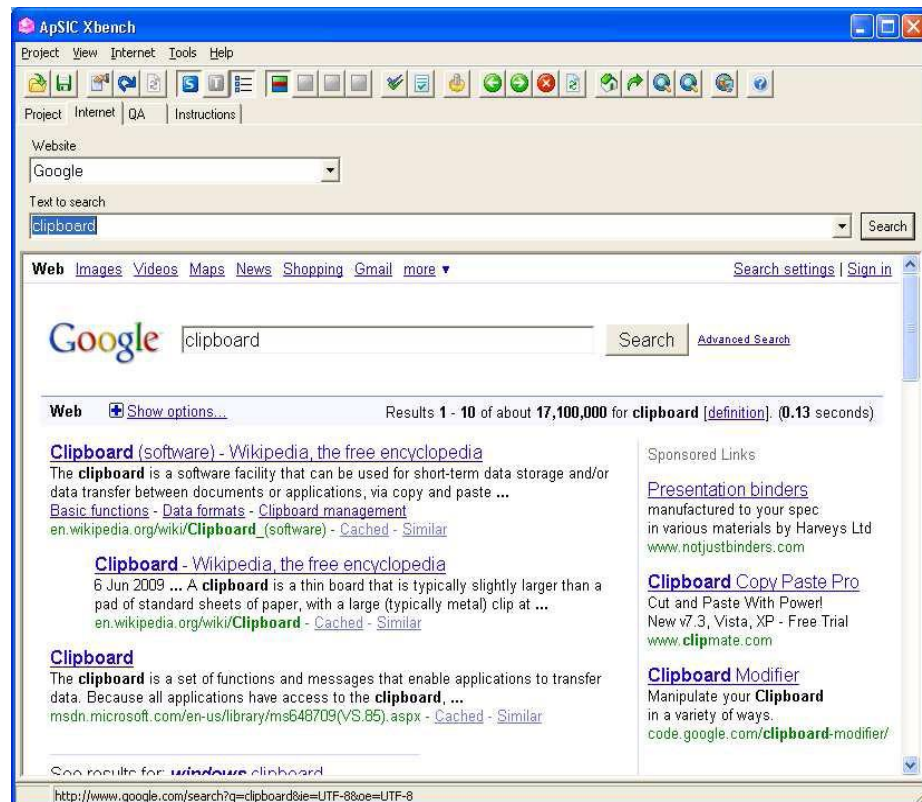 ApSIC Xbench
Project View Internet Tools Help
Project Internet QA Instructions
Website
Google
Text to search
clipboard
Search
Web Images Videos Maps News Shopping Gmail more ▼ Search settings | Sign in
Google clipboard Search Advanced Search
Web Show options... Results 1 - 10 of about 17,100,000 for clipboard [definition]. (0.13 seconds)
Clipboard (software) - Wikipedia, the free encyclopedia
The clipboard is a software facility that can be used for short-term data storage and/or
data transfer between documents or applications, via copy and paste ...
Basic functions - Data formats - Clipboard management
en.wikipedia.org/wiki/Clipboard_(software) - Cached - Similar
Clipboard - Wikipedia, the free encyclopedia
6 Jun 2009 ... A clipboard is a thin board that is typically slightly larger than a
pad of standard sheets of paper, with a large (typically metal) clip at ...
en.wikipedia.org/wiki/Clipboard - Cached - Similar
Clipboard
The clipboard is a set of functions and messages that enable applications to transfer
data. Because all applications have access to the clipboard, ...
msdn.microsoft.com/en-us/library/ms648709(VS.85).aspx - Cached - Similar
See results for: windows clipboard
Sponsored Links
Presentation binders
manufactured to your spec
in various materials by Harveys Ltd
www.notjustbinders.com
Clipboard Copy Paste Pro
Cut and Paste With Power!
New v7.3, Vista, XP - Free Trial
www.clipmate.com
Clipboard Modifier
Manipulate your Clipboard
in a variety of ways.
code.google.com/clipboard-modifier/
http://www.google.com/search?q=clipboard&ie=UTF-8&oe=UTF-8